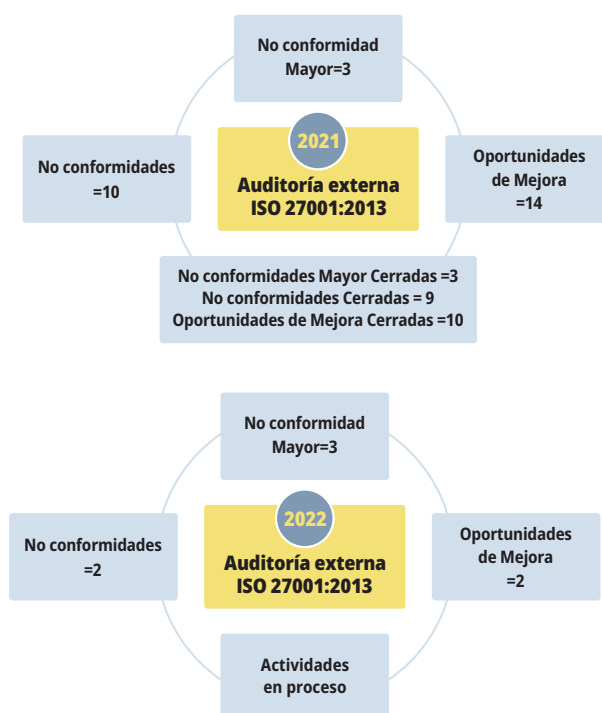 No conformidad
Mayor=3
2021
Auditoría externa
ISO 27001:2013
No conformidades
=10
Oportunidades
de Mejora
=14
No conformidades Mayor Cerradas =3
No conformidades Cerradas = 9
Oportunidades de Mejora Cerradas =10
No conformidad
Mayor=3
2022
Auditoría externa
ISO 27001:2013
No conformidades
=2
Oportunidades
de Mejora
=2
Actividades
en proceso